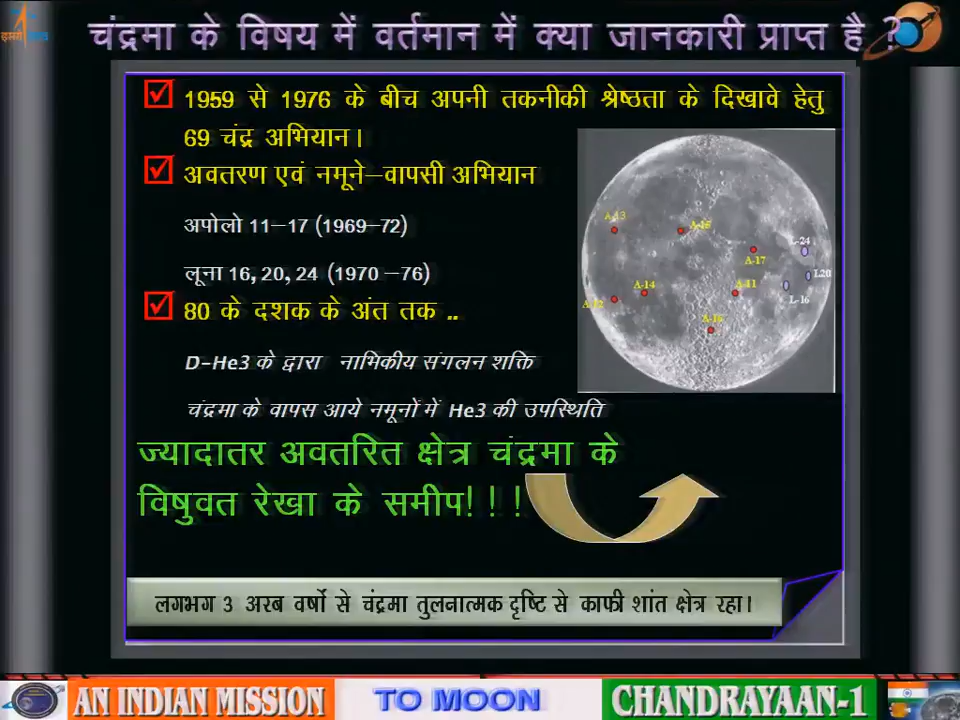 चंद्रमा के विषय में वर्तमान में क्या जानकारी प्राप्त है ?
1959 से 1976 के बीच अपनी तकनीकी श्रेष्ठता के दिखावे हेतु
69 चंद्र अभियान।
अवतरण एवं नमूने–वापसी अभियान
अपोलो 11–17 (1969–72)
लूना 16, 20, 24 (1970 –76)
80 के दशक के अंत तक ..
D-He3 के द्वारा नाभिकीय संगलन शक्ति
चंद्रमा के वापस आये नमूनों में He3 की उपस्थिति
A-13
A-17
L-24
L20
L-16
A-14
A-11
A-12
ज्यादातर अवतरित क्षेत्र चंद्रमा के
विषुवत रेखा के समीप!!!
लगभग 3 अरब वर्षो से चंद्रमा तुलनात्मक दृष्टि से काफी शांत क्षेत्र रहा।
AN INDIAN MISSION TO MOON CHANDRAYAAN-1